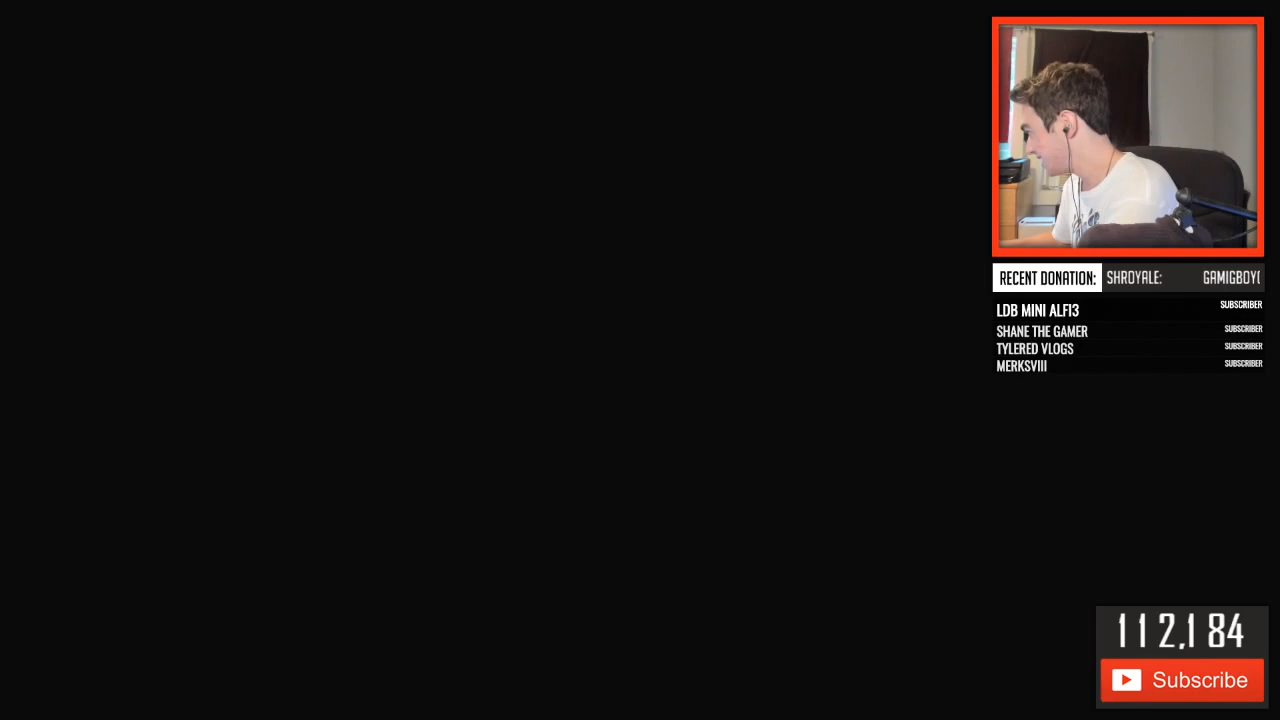 RECENT DONATION: SHROYALE:
LDB MINI ALFI3 SUBSCRIBER
SHANE THE GAMER SUBSCRIBER
TYLERED VLOGS SUBSCRIBER
MERKSVIII SUBSCRIBER
112,184
Subscribe